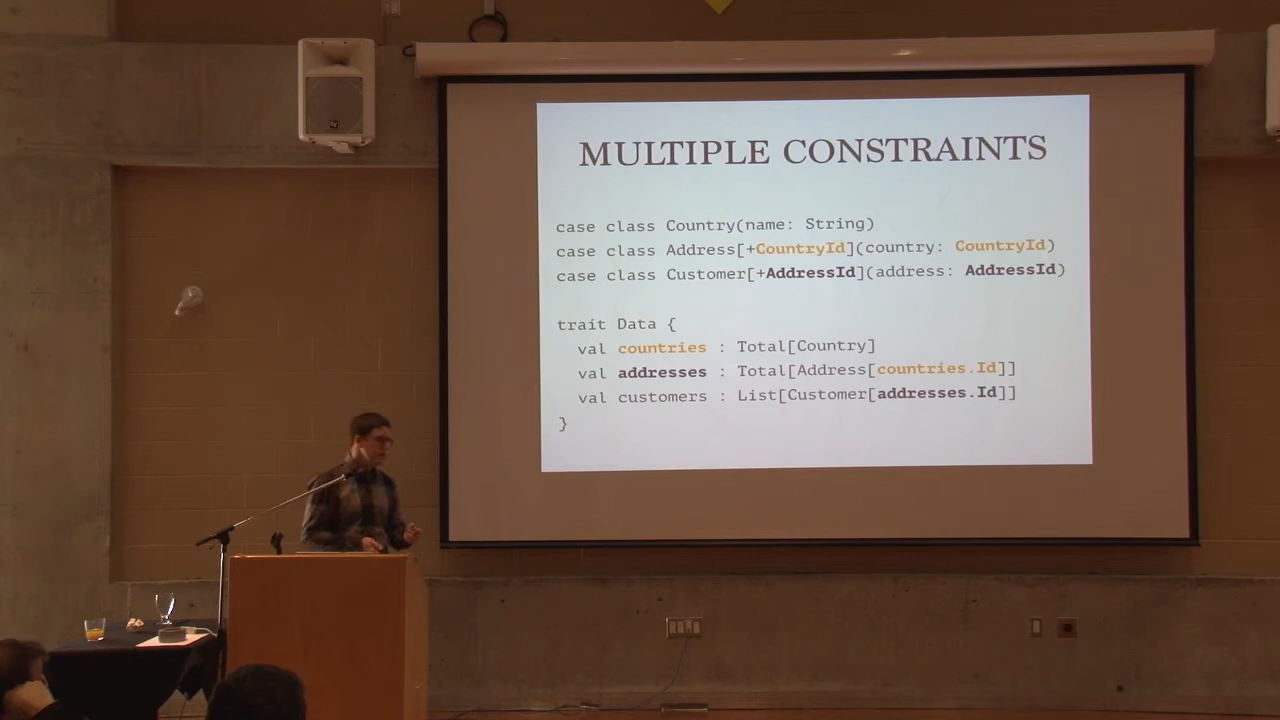 MULTIPLE CONSTRAINTS
case class Country(name: String)
case class Address[+CountryId](country: CountryId)
case class Customer[+AddressId](address: AddressId)
trait Data {
val countries : Total[Country]
val addresses : Total[Address[countries.Id]]
val customers : List[Customer[addresses.Id]]
}